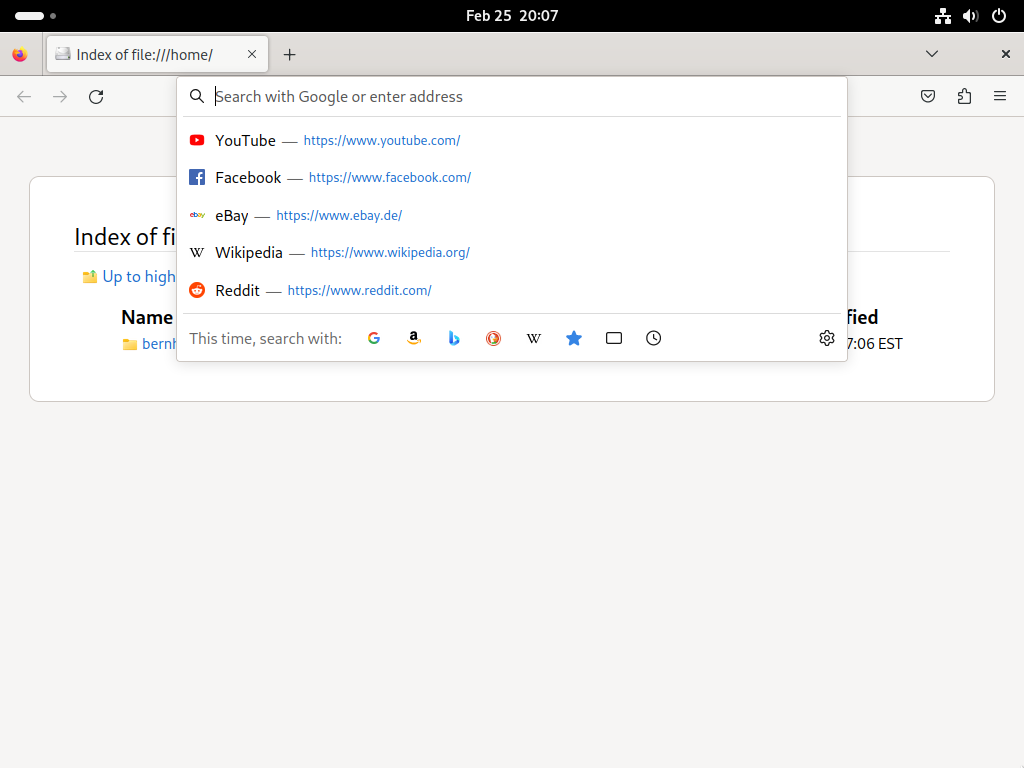 Feb 25 20:07
Index of file:///home/
Search with Google or enter address
YouTube — https://www.youtube.com/
Facebook — https://www.facebook.com/
eBay — https://www.ebay.de/
Wikipedia — https://www.wikipedia.org/
Reddit — https://www.reddit.com/
This time, search with:
Index of fi
Up to high
Name
fied
bernh
7:06 EST